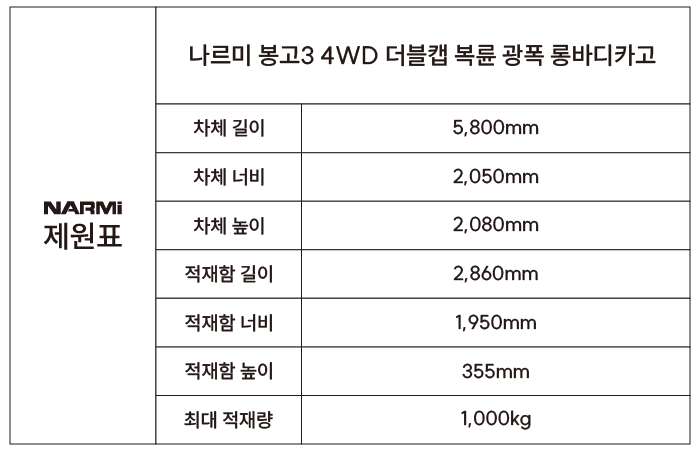 나르미 봉고3 4WD 더블캡 복륜 광폭 롱바디카고
NARMi
제원표
차체 길이 5,800mm
차체 너비 2,050mm
차체 높이 2,080mm
적재함 길이 2,860mm
적재함 너비 1,950mm
적재함 높이 355mm
최대 적재량 1,000kg